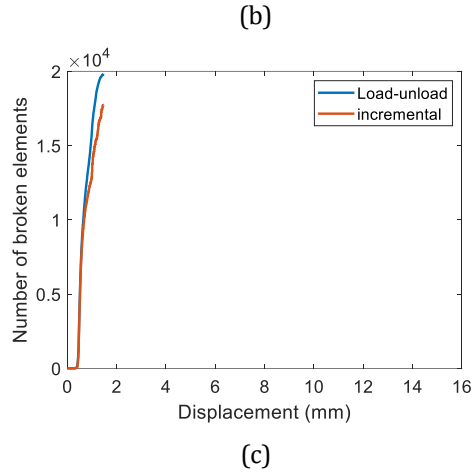 (b)
×10⁴
2
1.5
1
0.5
0
Number of broken elements
Load-unload
incremental
0 2 4 6 8 10 12 14 16
Displacement (mm)
(c)